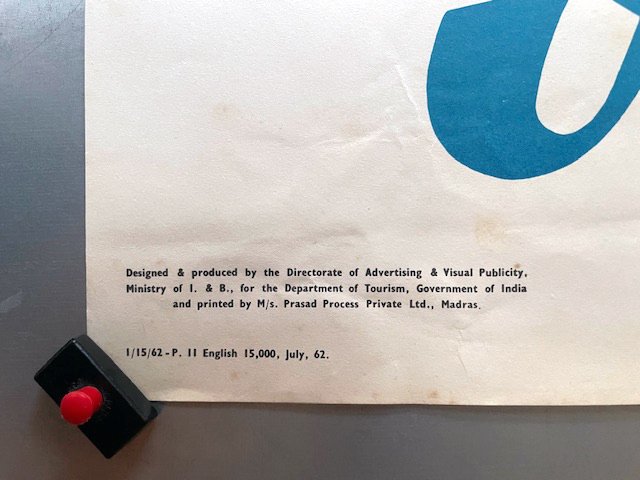 Designed & produced by the Directorate of Advertising & Visual Publicity,
Ministry of I. & B., for the Department of Tourism, Government of India
and printed by M/s. Prasad Process Private Ltd., Madras.
1/15/62-P. II English 15,000, July, 62.